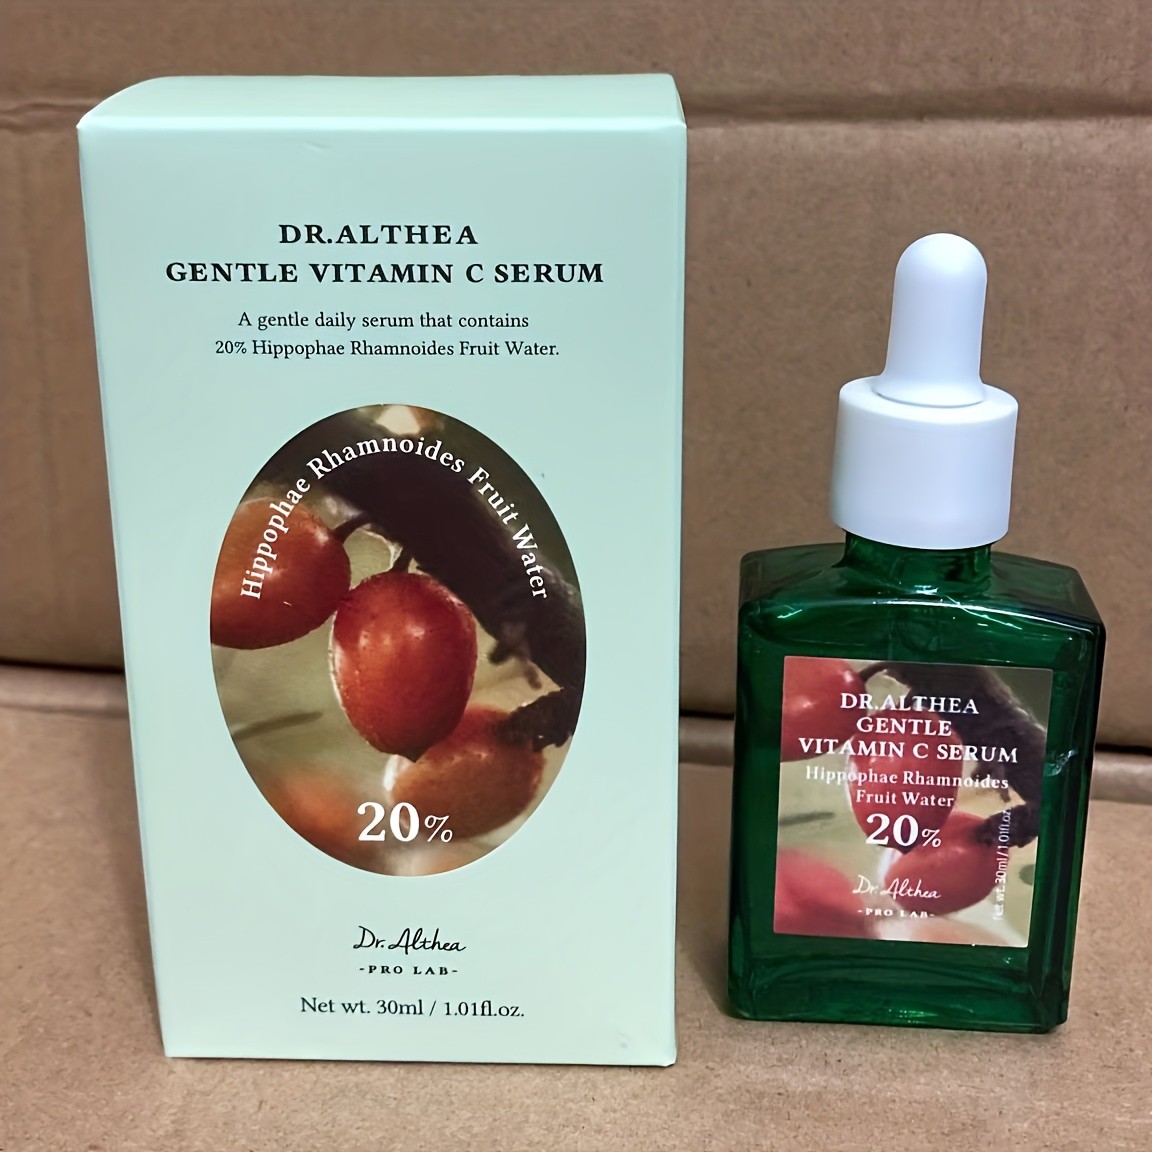 DR.ALTHEA
GENTLE VITAMIN C SERUM
A gentle daily serum that contains
20% Hippophae Rhamnoides Fruit Water.
Hippophae Rhamnoides Fruit Water
20%
Dr. Althea
-PRO LAB-
Net wt. 30ml / 1.01fl.oz.
DR.ALTHEA
GENTLE
VITAMIN C SERUM
Hippophae Rhamnoides
Fruit Water
20%
Dr. Althea
-PRO LAB-
Net wt. 30ml / 1.01fl.oz